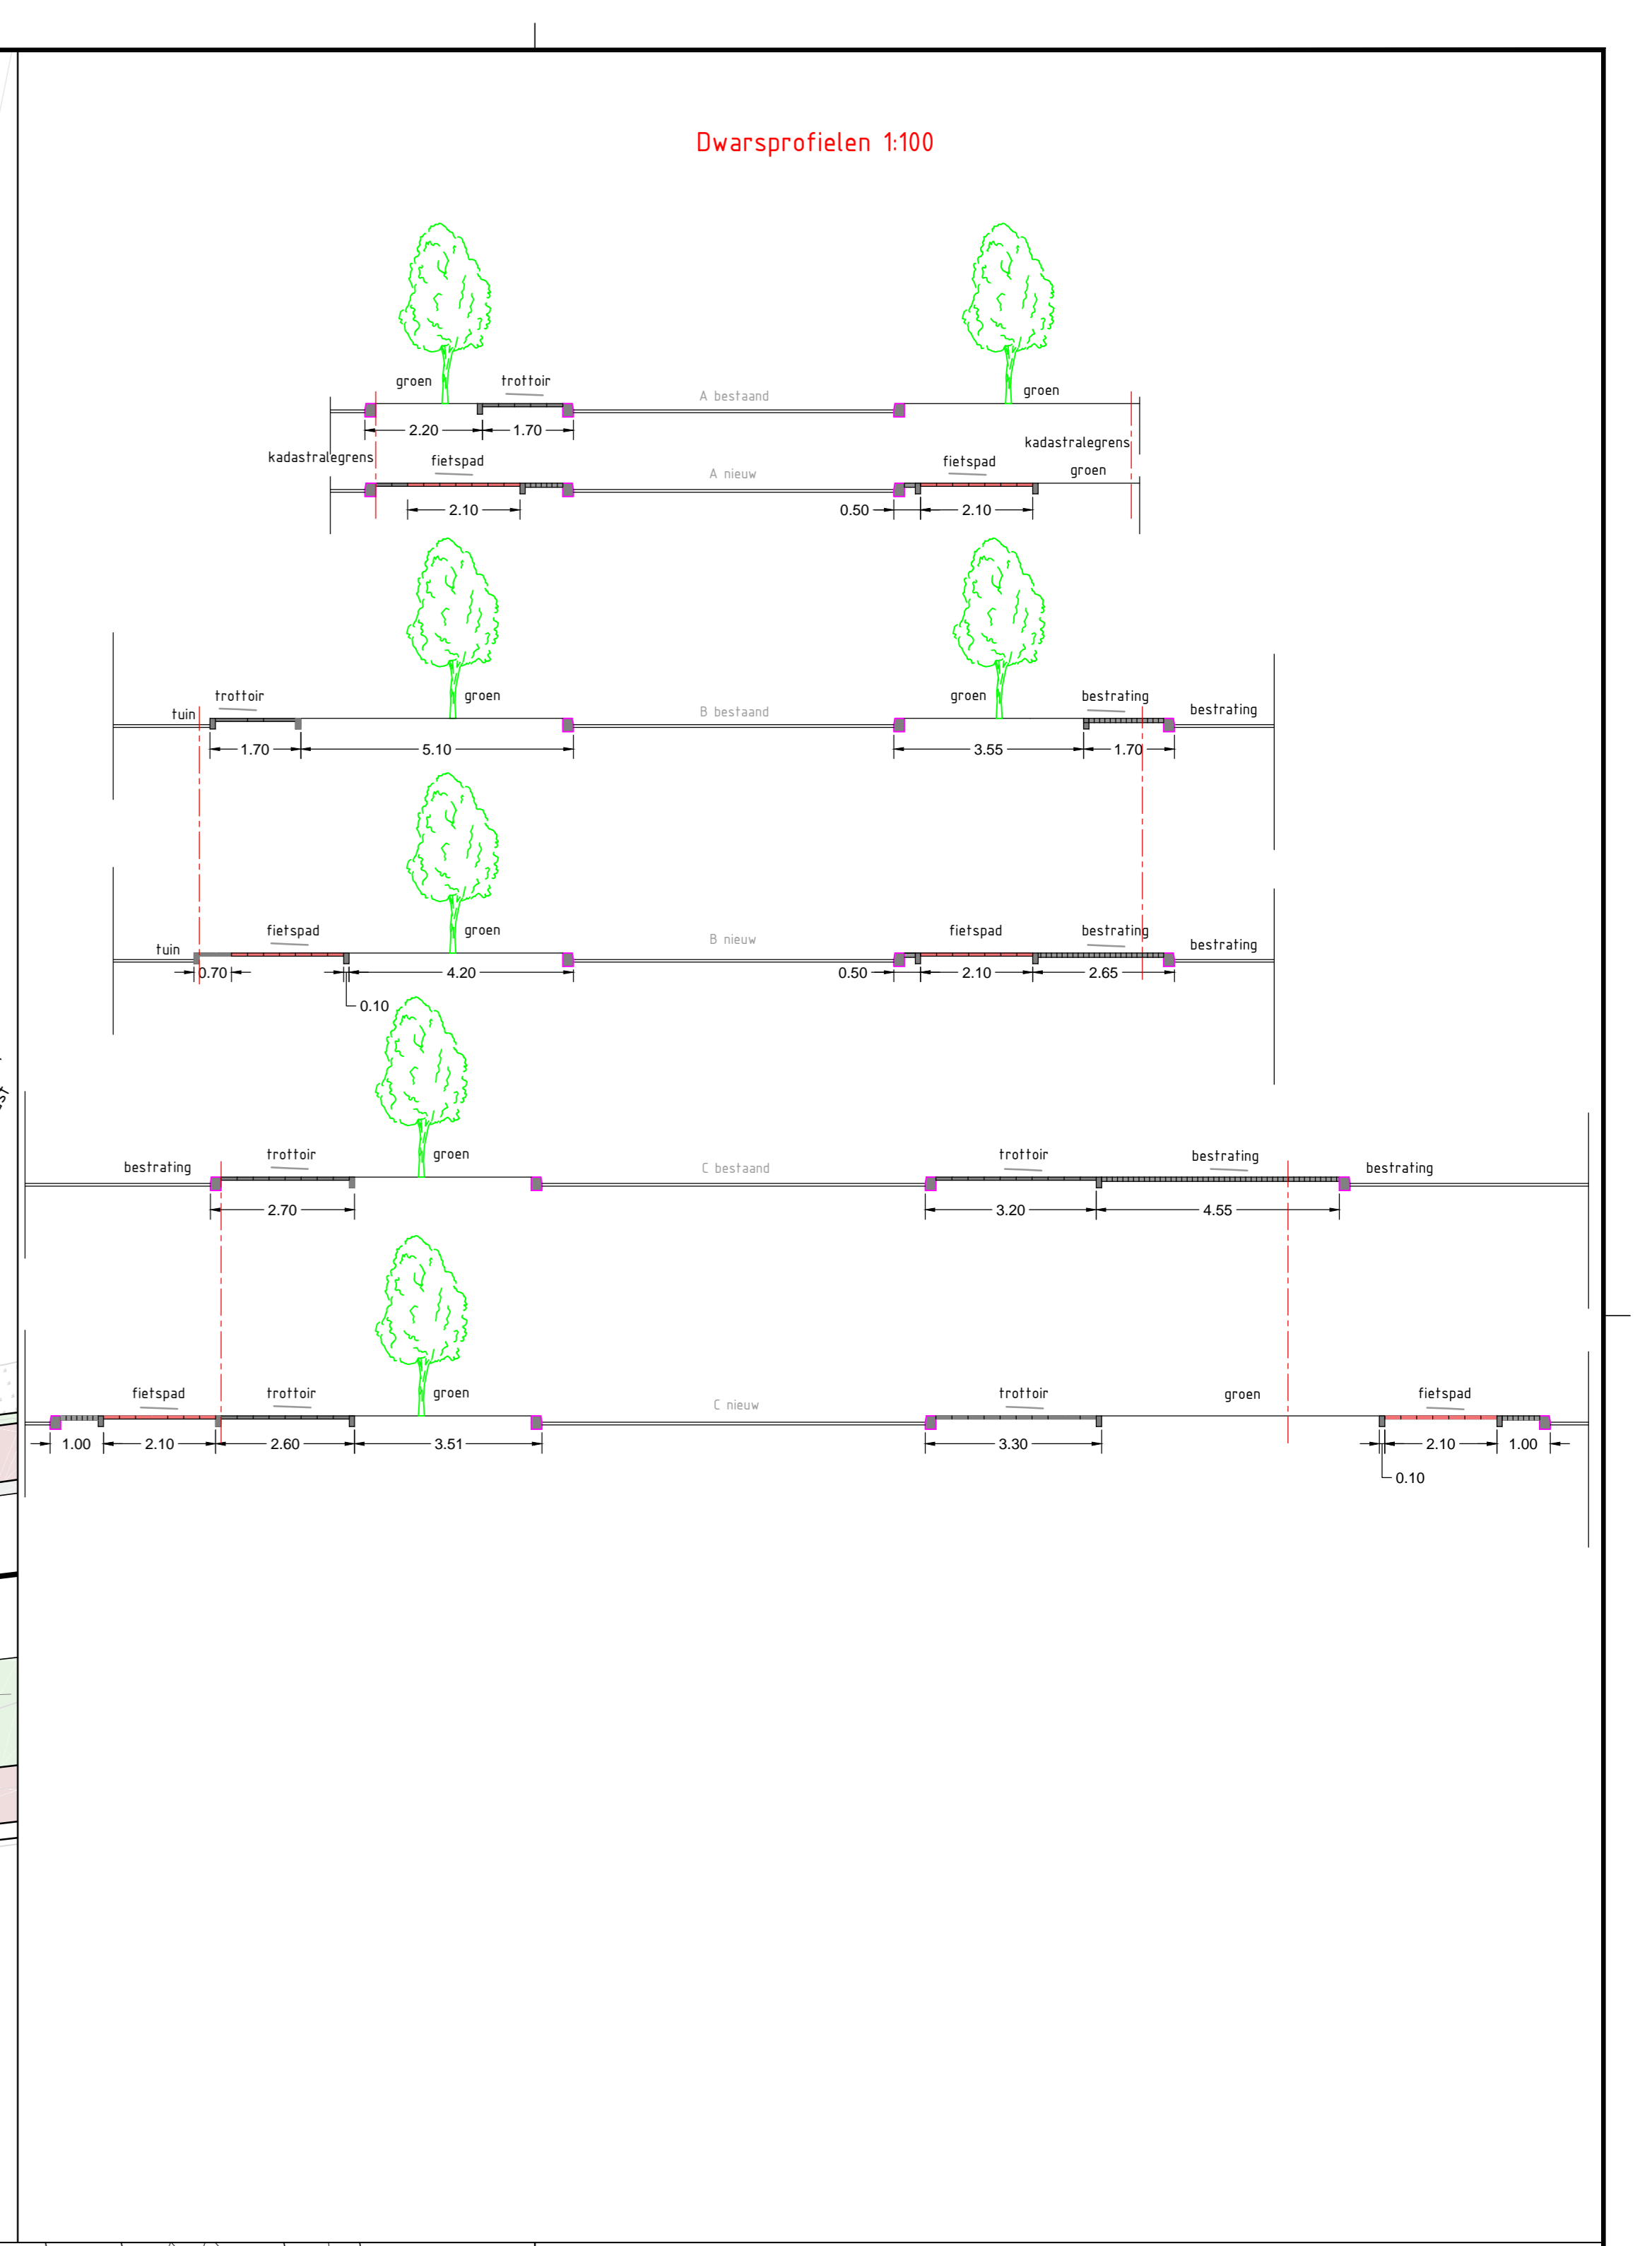 Dwarsprofielen 1:100
groen
trottoir
A bestaand
groen
2.20
1.70
kadastralegrens
kadastralegrens
fietspad
A nieuw
fietspad
groen
2.10
0.50
2.10
tuin
trottoir
groen
B bestaand
groen
bestrating
bestrating
1.70
5.10
3.55
1.70
tuin
fietspad
groen
B nieuw
fietspad
bestrating
bestrating
0.70
4.20
0.50
2.10
2.65
0.10
bestrating
trottoir
groen
C bestaand
trottoir
bestrating
bestrating
2.70
3.20
4.55
fietspad
trottoir
groen
C nieuw
trottoir
groen
fietspad
1.00
2.10
2.60
3.51
3.30
2.10
1.00
0.10